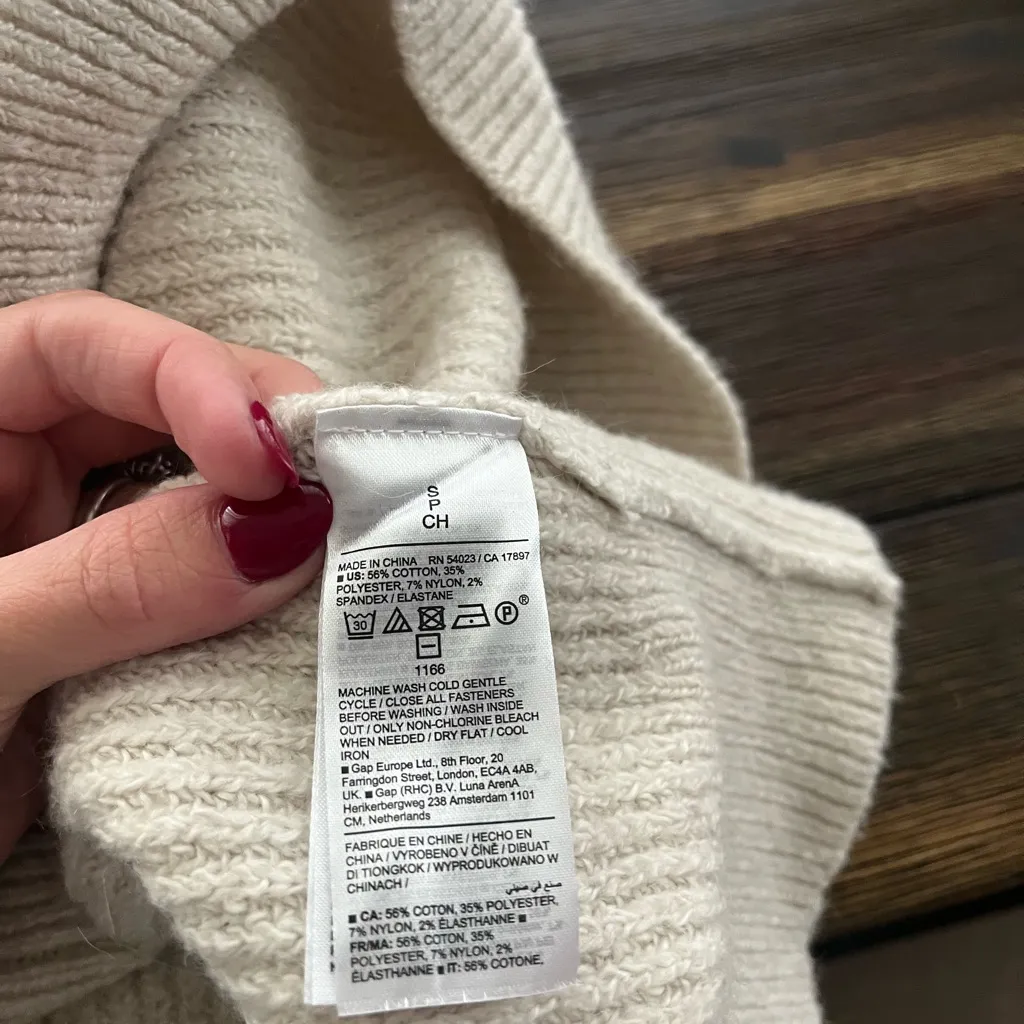 S
P
CH
MADE IN CHINA RN 54023 / CA 17897
■ US: 56% COTTON, 35%
POLYESTER, 7% NYLON, 2%
SPANDEX / ELASTANE
30 P ®
1166
MACHINE WASH COLD GENTLE
CYCLE / CLOSE ALL FASTENERS
BEFORE WASHING / WASH INSIDE
OUT / ONLY NON-CHLORINE BLEACH
WHEN NEEDED / DRY FLAT / COOL
IRON
■ Gap Europe Ltd., 8th Floor, 20
Farringdon Street, London, EC4A 4AB,
UK. ■ Gap (RHC) B.V. Luna ArenA
Herikerbergweg 238 Amsterdam 1101
CM, Netherlands
FABRIQUE EN CHINE / HECHO EN
CHINA / VYROBENO V ČÍNĚ / DIBUAT
DI TIONGKOK / WYPRODUKOWANO W
CHINACH /
صنع في صيني
■ CA: 56% COTON, 35% POLYESTER,
7% NYLON, 2% ÉLASTHANNE ■
FR/MA: 56% COTON, 35%
POLYESTER, 7% NYLON, 2%
ÉLASTHANNE ■ IT: 56% COTONE,